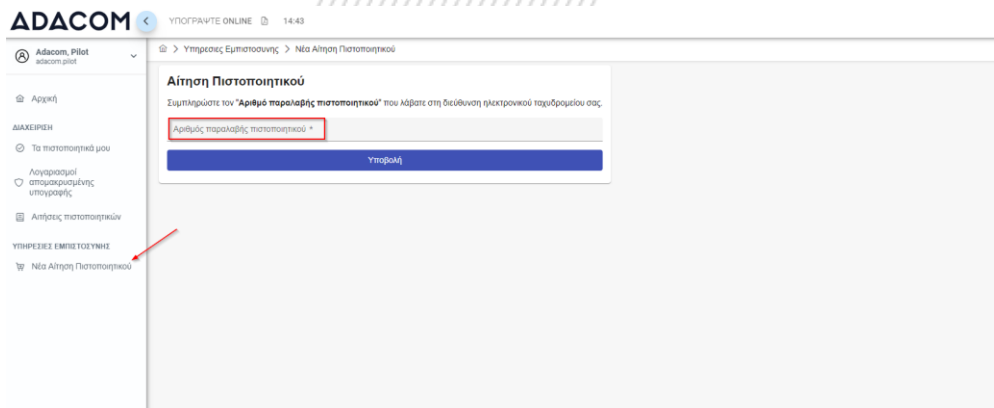 ADACOM
ΥΠΟΓΡΑΨΤΕ ONLINE 14:43
Adacom, Pilot
adacom.pilot
Αρχική
ΔΙΑΧΕΙΡΙΣΗ
Τα πιστοποιητικά μου
Λογαριασμοί
απομακρυσμένης
υπογραφής
Αιτήσεις πιστοποιητικών
ΥΠΗΡΕΣΙΕΣ ΕΜΠΙΣΤΟΣΥΝΗΣ
Νέα Αίτηση Πιστοποιητικού
Υπηρεσιες Εμπιστοσυνης > Νέα Αίτηση Πιστοποιητικού
Αίτηση Πιστοποιητικού
Συμπληρώστε τον "Αριθμό παραλαβής πιστοποιητικού" που λάβατε στη διεύθυνση ηλεκτρονικού ταχυδρομείου σας.
Αριθμός παραλαβής πιστοποιητικού *
Υποβολή